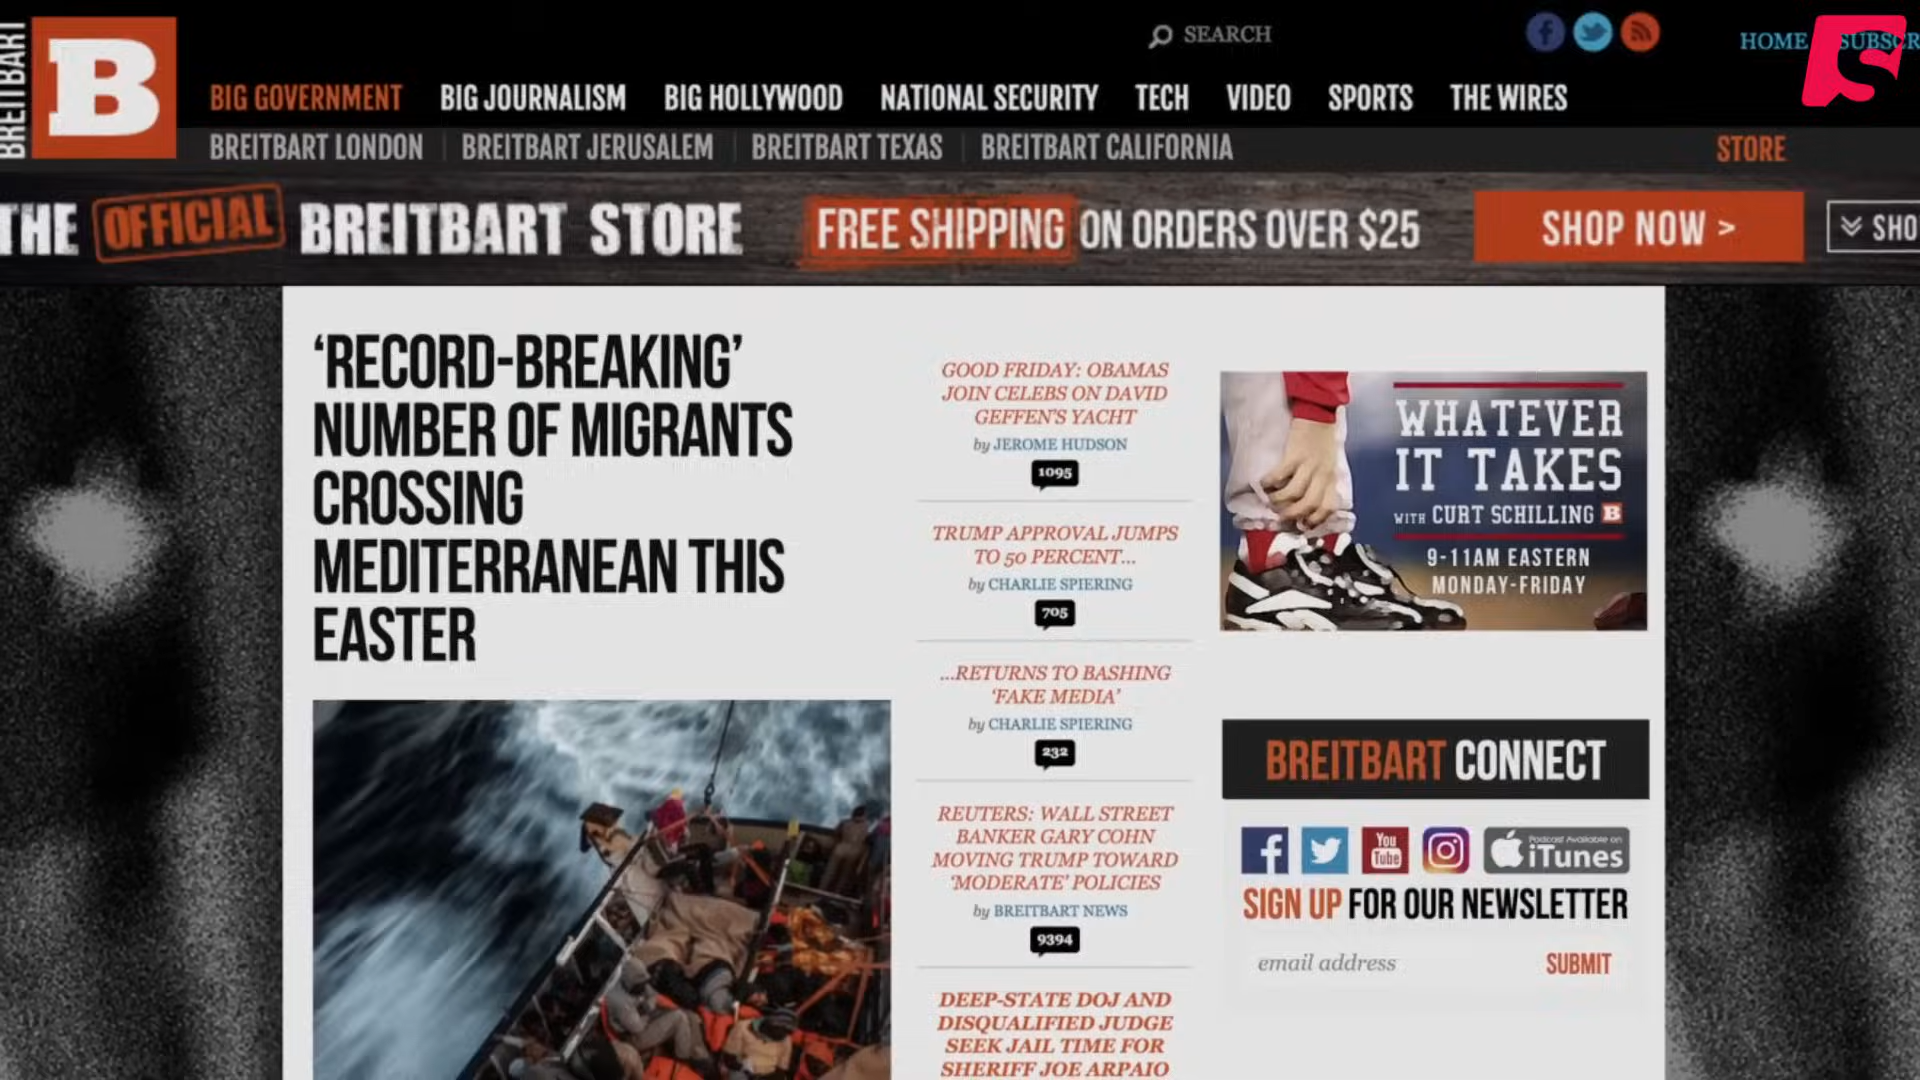 BREITBART
B
SEARCH
HOME
SUBSCR
S
BIG GOVERNMENT
BIG JOURNALISM
BIG HOLLYWOOD
NATIONAL SECURITY
TECH
VIDEO
SPORTS
THE WIRES
BREITBART LONDON
BREITBART JERUSALEM
BREITBART TEXAS
BREITBART CALIFORNIA
STORE
THE OFFICIAL BREITBART STORE
FREE SHIPPING ON ORDERS OVER $25
SHOP NOW >
SHO
‘RECORD-BREAKING’
NUMBER OF MIGRANTS
CROSSING
MEDITERRANEAN THIS
EASTER
GOOD FRIDAY: OBAMAS
JOIN CELEBS ON DAVID
GEFFEN’S YACHT
by JEROME HUDSON
1095
TRUMP APPROVAL JUMPS
TO 50 PERCENT…
by CHARLIE SPIERING
705
…RETURNS TO BASHING
‘FAKE MEDIA’
by CHARLIE SPIERING
232
REUTERS: WALL STREET
BANKER GARY COHN
MOVING TRUMP TOWARD
‘MODERATE’ POLICIES
by BREITBART NEWS
9394
DEEP-STATE DOJ AND
DISQUALIFIED JUDGE
SEEK JAIL TIME FOR
SHERIFF JOE ARPAIO
WHATEVER
IT TAKES
WITH CURT SCHILLING B
9-11AM EASTERN
MONDAY-FRIDAY
BREITBART CONNECT
You
Tube
Podcast Available on
iTunes
SIGN UP FOR OUR NEWSLETTER
email address
SUBMIT